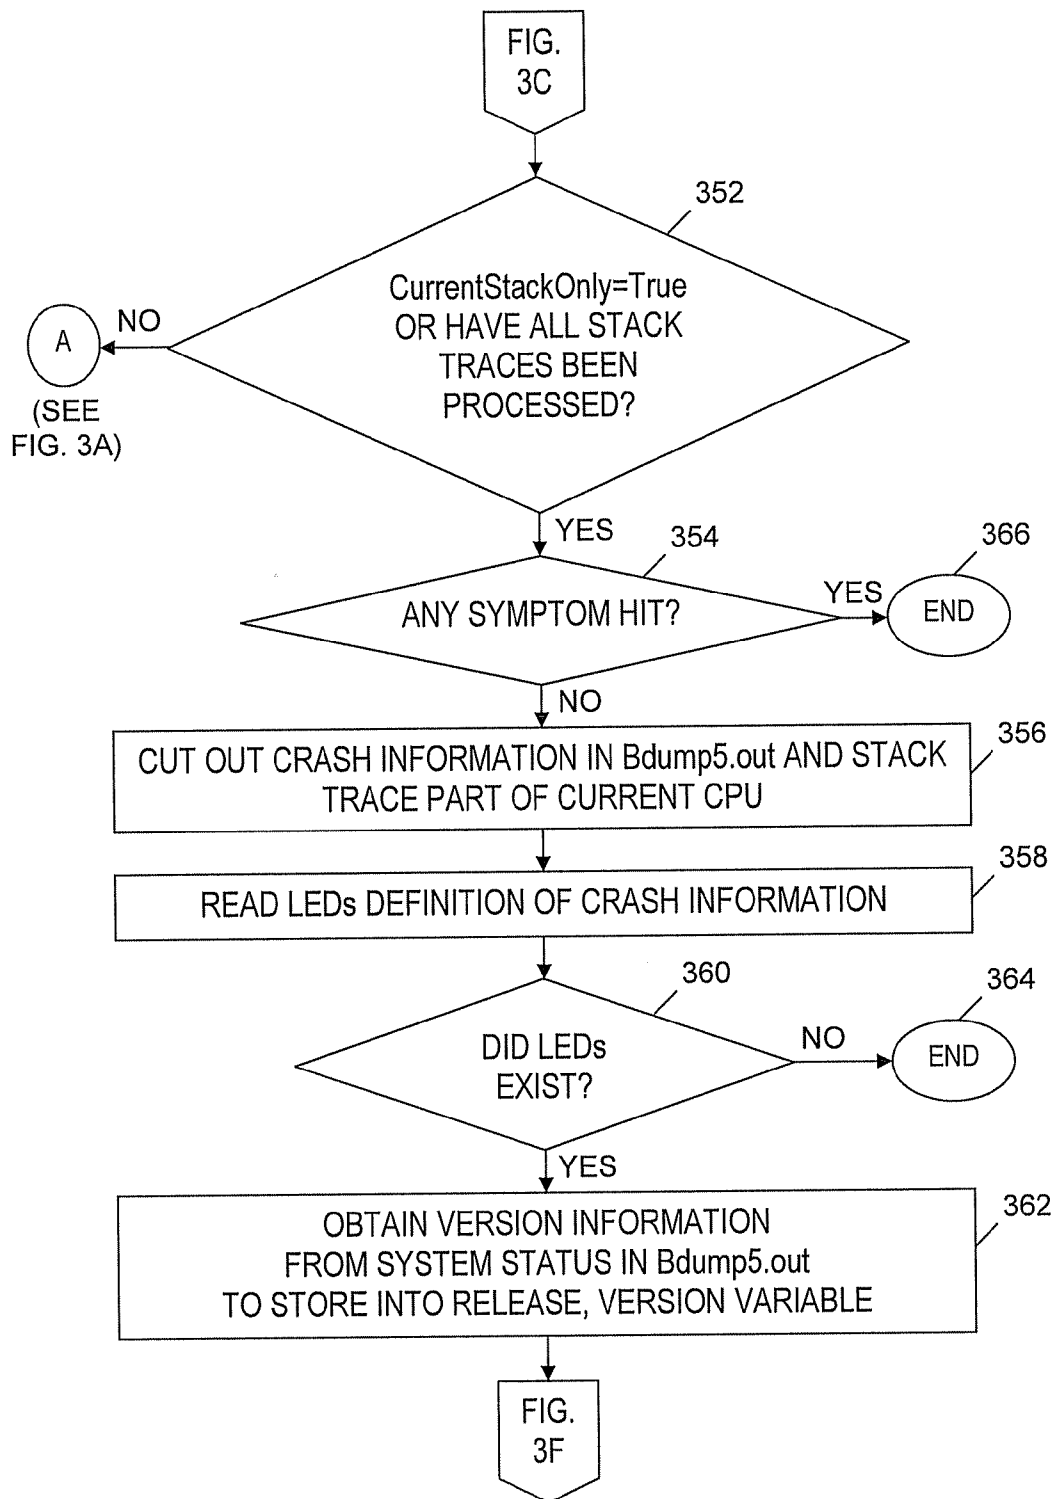 FIG.
3C
352
CurrentStackOnly=True
OR HAVE ALL STACK
TRACES BEEN
PROCESSED?
NO
A
(SEE
FIG. 3A)
YES
354
ANY SYMPTOM HIT?
YES
366
END
NO
356
CUT OUT CRASH INFORMATION IN Bdump5.out AND STACK
TRACE PART OF CURRENT CPU
358
READ LEDs DEFINITION OF CRASH INFORMATION
360
DID LEDs
EXIST?
NO
364
END
YES
362
OBTAIN VERSION INFORMATION
FROM SYSTEM STATUS IN Bdump5.out
TO STORE INTO RELEASE, VERSION VARIABLE
FIG.
3F